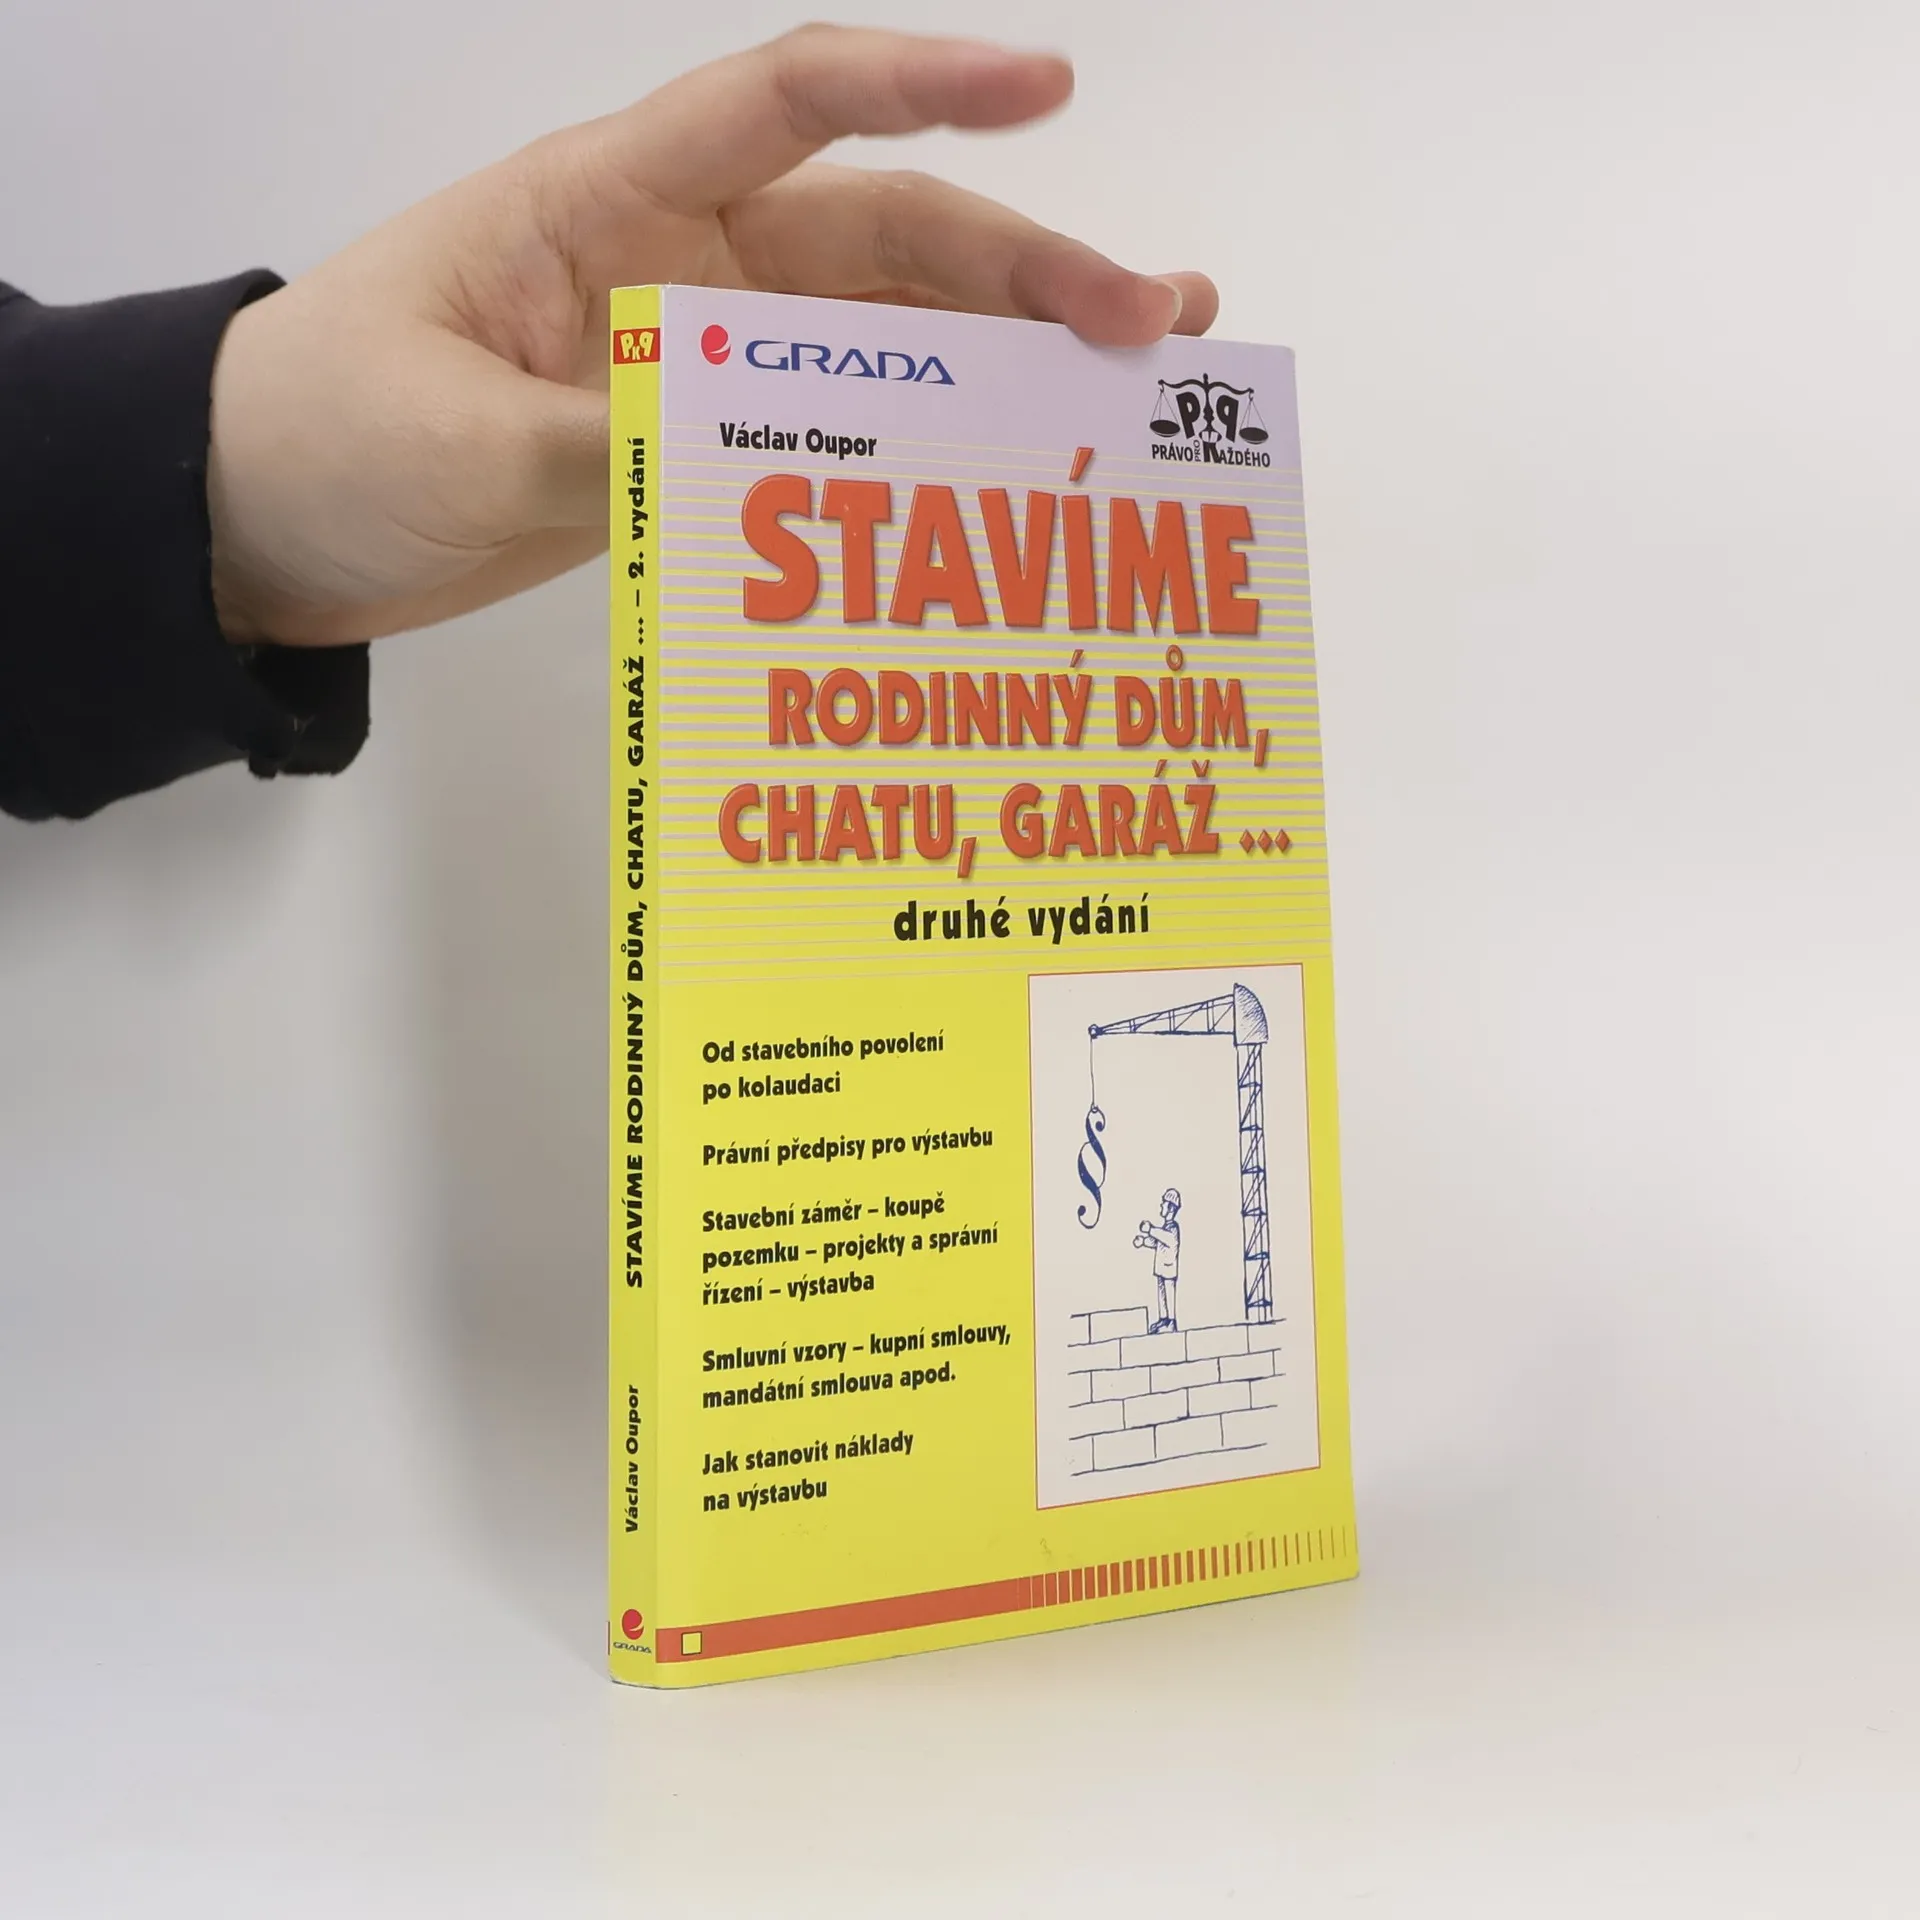 PKP
STAVÍME RODINNÝ DŮM, CHATU, GARÁŽ ... – 2. vydání
Václav Oupor
GRADA
GRADA
PKP
PRÁVO PRO KAŽDÉHO
Václav Oupor
STAVÍME
RODINNÝ DŮM,
CHATU, GARÁŽ ...
druhé vydání
Od stavebního povolení
po kolaudaci
Právní předpisy pro výstavbu
Stavební záměr – koupě
pozemku – projekty a správní
řízení – výstavba
Smluvní vzory – kupní smlouvy,
mandátní smlouva apod.
Jak stanovit náklady
na výstavbu
§